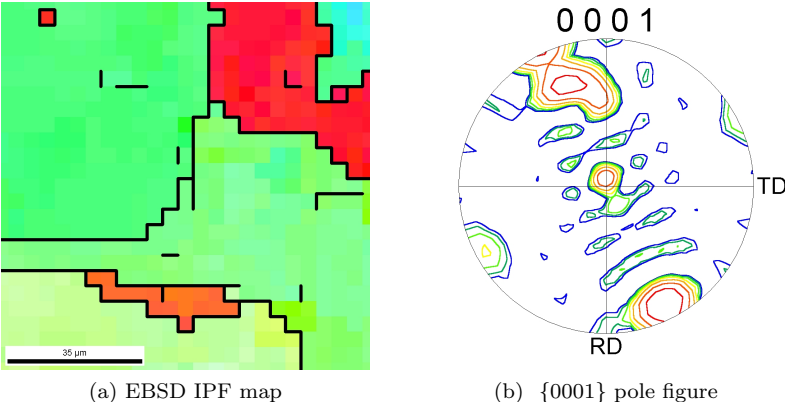 0 0 0 1
TD
RD
35 µm
(a) EBSD IPF map
(b) {0001} pole figure